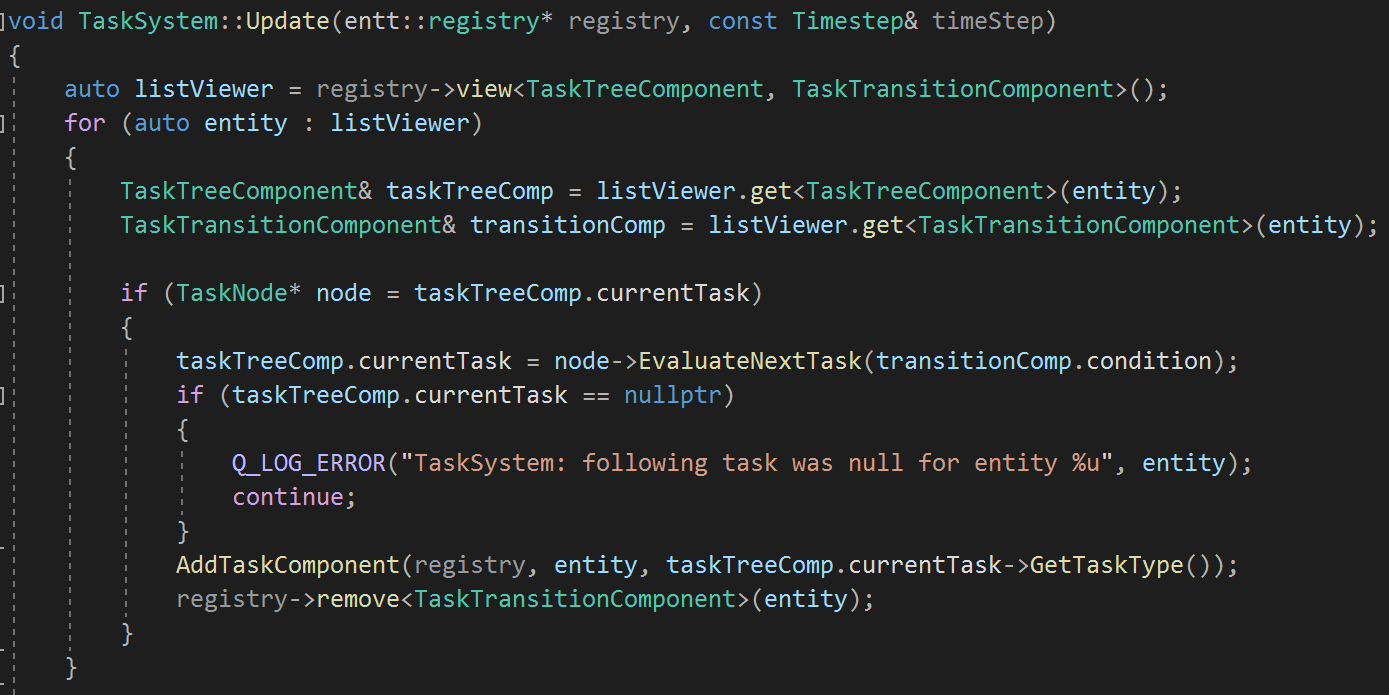 void TaskSystem::Update(entt::registry* registry, const Timestep& timeStep)
{
    auto listViewer = registry->view<TaskTreeComponent, TaskTransitionComponent>();
    for (auto entity : listViewer)
    {
        TaskTreeComponent& taskTreeComp = listViewer.get<TaskTreeComponent>(entity);
        TaskTransitionComponent& transitionComp = listViewer.get<TaskTransitionComponent>(entity);

        if (TaskNode* node = taskTreeComp.currentTask)
        {
            taskTreeComp.currentTask = node->EvaluateNextTask(transitionComp.condition);
            if (taskTreeComp.currentTask == nullptr)
            {
                Q_LOG_ERROR("TaskSystem: following task was null for entity %u", entity);
                continue;
            }
            AddTaskComponent(registry, entity, taskTreeComp.currentTask->GetTaskType());
            registry->remove<TaskTransitionComponent>(entity);
        }
    }